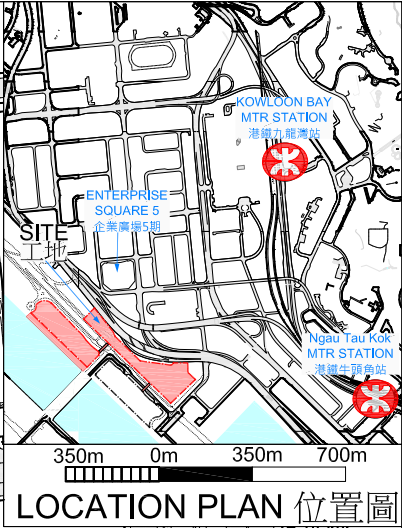 KOWLOON BAY
MTR STATION
港鐵九龍灣站
ENTERPRISE
SQUARE 5
企業廣場5期
SITE
工地
Ngau Tau Kok
MTR STATION
港鐵牛頭角站
350m 0m 350m 700m
LOCATION PLAN 位置圖